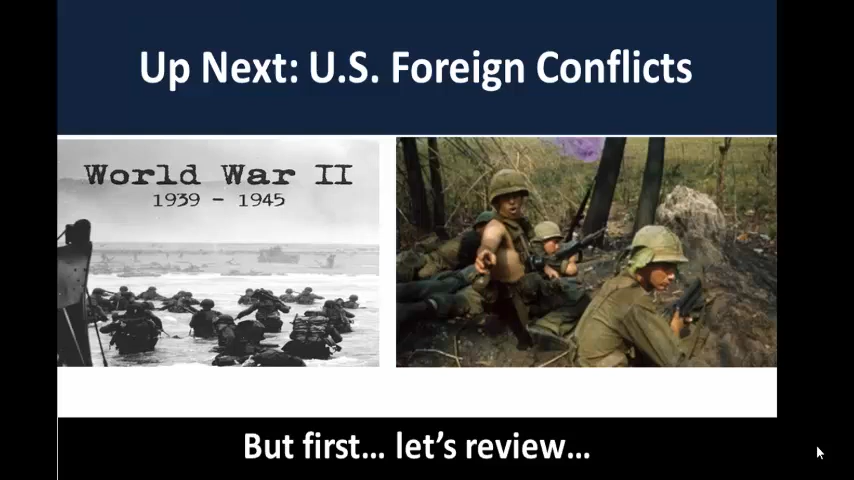 Up Next: U.S. Foreign Conflicts
World War II
1939 - 1945
But first... let's review...